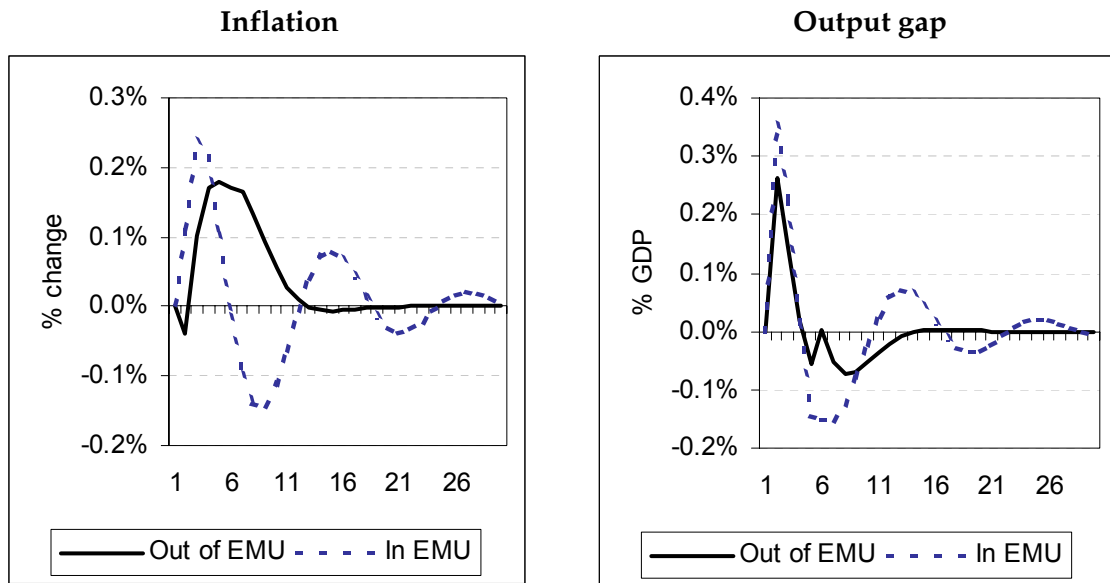 Inflation
0.3%
0.2%
0.1%
0.0%
-0.1%
-0.2%
% change
1 6 11 16 21 26
Out of EMU In EMU
Output gap
0.4%
0.3%
0.2%
0.1%
0.0%
-0.1%
-0.2%
% GDP
1 6 11 16 21 26
Out of EMU In EMU